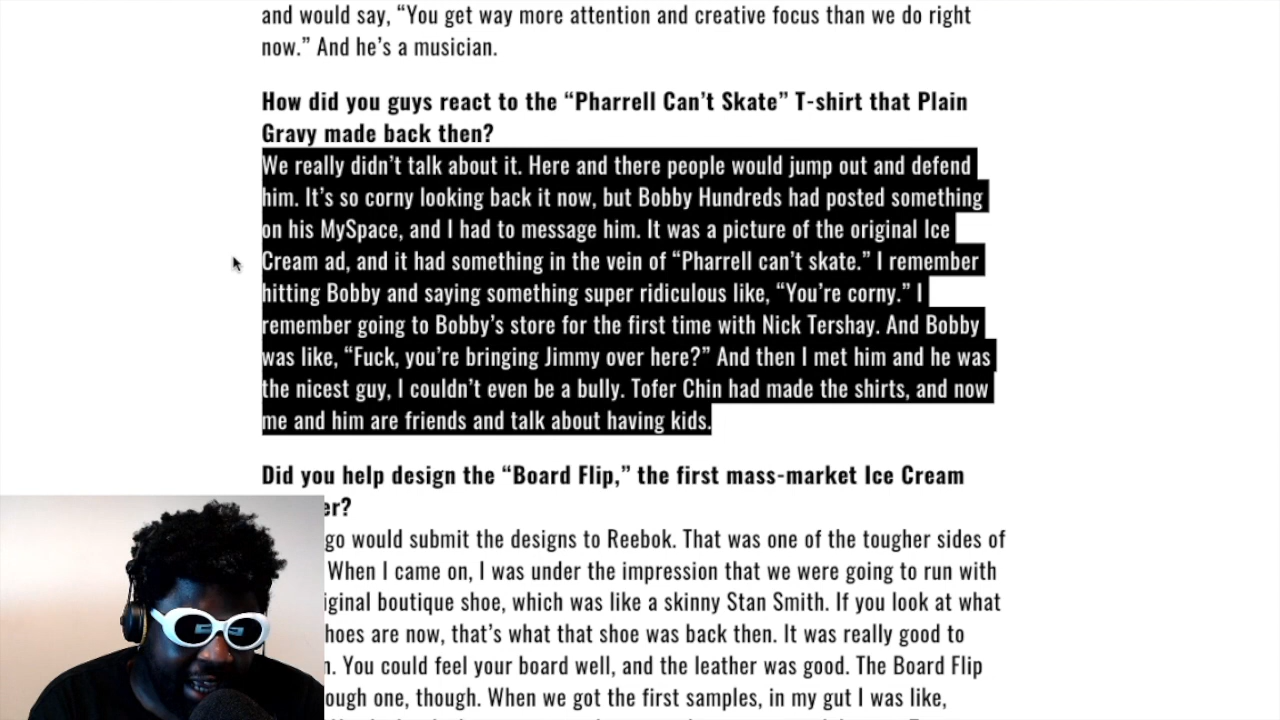 and would say, “You get way more attention and creative focus than we do right
now.” And he’s a musician.
How did you guys react to the “Pharrell Can’t Skate” T-shirt that Plain
Gravy made back then?
We really didn’t talk about it. Here and there people would jump out and defend
him. It’s so corny looking back it now, but Bobby Hundreds had posted something
on his MySpace, and I had to message him. It was a picture of the original Ice
Cream ad, and it had something in the vein of “Pharrell can’t skate.” I remember
hitting Bobby and saying something super ridiculous like, “You’re corny.” I
remember going to Bobby’s store for the first time with Nick Tershay. And Bobby
was like, “Fuck, you’re bringing Jimmy over here?” And then I met him and he was
the nicest guy, I couldn’t even be a bully. Tofer Chin had made the shirts, and now
me and him are friends and talk about having kids.
Did you help design the “Board Flip,” the first mass-market Ice Cream
er?
go would submit the designs to Reebok. That was one of the tougher sides of
When I came on, I was under the impression that we were going to run with
iginal boutique shoe, which was like a skinny Stan Smith. If you look at what
hoes are now, that’s what that shoe was back then. It was really good to
n. You could feel your board well, and the leather was good. The Board Flip
ough one, though. When we got the first samples, in my gut I was like,